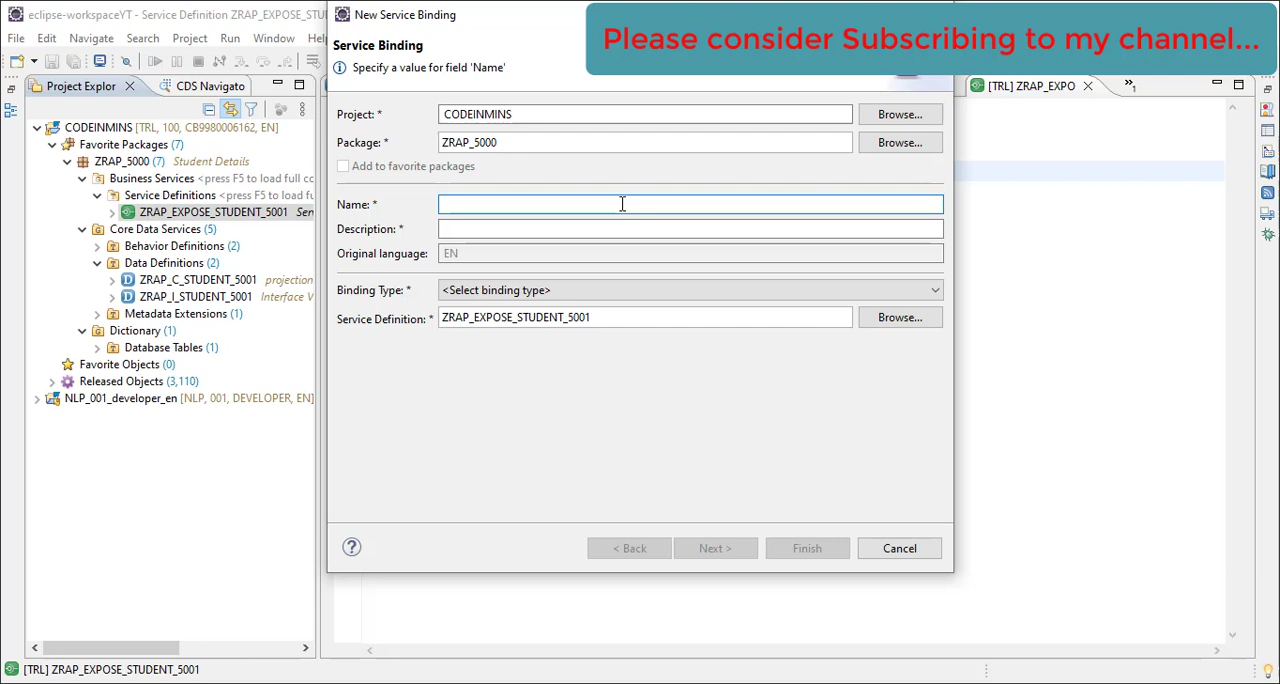 eclipse-workspaceYT - Service Definition ZRAP_EXPOSE_STU
New Service Binding
Please consider Subscribing to my channel...
File Edit Navigate Search Project Run Window Help
Service Binding
Specify a value for field 'Name'
Project Explor
CDS Navigato
[TRL] ZRAP_EXPO
»1
CODEINMINS [TRL, 100, CB9980006162, EN]
Favorite Packages (7)
ZRAP_5000 (7) Student Details
Business Services <press F5 to load full cc
Service Definitions <press F5 to load fu
ZRAP_EXPOSE_STUDENT_5001 Ser
Core Data Services (5)
Behavior Definitions (2)
Data Definitions (2)
ZRAP_C_STUDENT_5001 projection
ZRAP_I_STUDENT_5001 Interface V
Metadata Extensions (1)
Dictionary (1)
Database Tables (1)
Favorite Objects (0)
Released Objects (3,110)
NLP_001_developer_en [NLP, 001, DEVELOPER, EN]
Project: * CODEINMINS Browse...
Package: * ZRAP_5000 Browse...
Add to favorite packages
Name: *
Description: *
Original language: EN
Binding Type: * <Select binding type>
Service Definition: * ZRAP_EXPOSE_STUDENT_5001 Browse...
< Back Next > Finish Cancel
[TRL] ZRAP_EXPOSE_STUDENT_5001